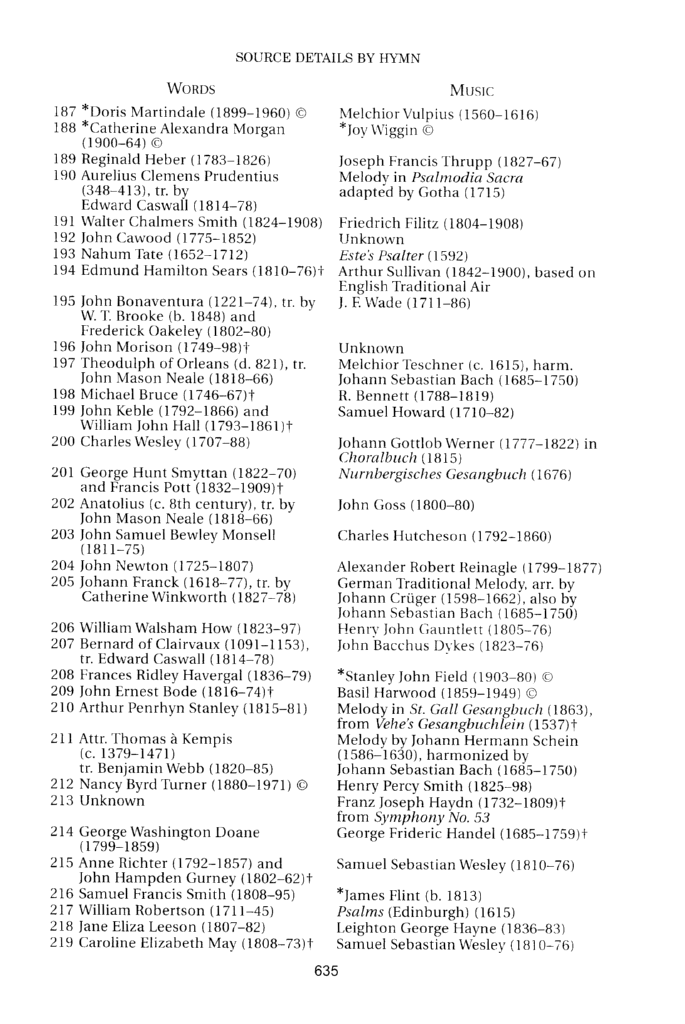 SOURCE DETAILS BY HYMN
WORDS
187 *Doris Martindale (1899–1960) ©
188 *Catherine Alexandra Morgan
(1900–64) ©
189 Reginald Heber (1783–1826)
190 Aurelius Clemens Prudentius
(348–413), tr. by
Edward Caswall (1814–78)
191 Walter Chalmers Smith (1824–1908)
192 John Cawood (1775–1852)
193 Nahum Tate (1652–1712)
194 Edmund Hamilton Sears (1810–76)†
195 John Bonaventura (1221–74), tr. by
W. T. Brooke (b. 1848) and
Frederick Oakeley (1802–80)
196 John Morison (1749–98)†
197 Theodulph of Orleans (d. 821), tr.
John Mason Neale (1818–66)
198 Michael Bruce (1746–67)†
199 John Keble (1792–1866) and
William John Hall (1793–1861)†
200 Charles Wesley (1707–88)
201 George Hunt Smyttan (1822–70)
and Francis Pott (1832–1909)†
202 Anatolius (c. 8th century), tr. by
John Mason Neale (1818–66)
203 John Samuel Bewley Monsell
(1811–75)
204 John Newton (1725–1807)
205 Johann Franck (1618–77), tr. by
Catherine Winkworth (1827–78)
206 William Walsham How (1823–97)
207 Bernard of Clairvaux (1091–1153),
tr. Edward Caswall (1814–78)
208 Frances Ridley Havergal (1836–79)
209 John Ernest Bode (1816–74)†
210 Arthur Penrhyn Stanley (1815–81)
211 Attr. Thomas à Kempis
(c. 1379–1471)
tr. Benjamin Webb (1820–85)
212 Nancy Byrd Turner (1880–1971) ©
213 Unknown
214 George Washington Doane
(1799–1859)
215 Anne Richter (1792–1857) and
John Hampden Gurney (1802–62)†
216 Samuel Francis Smith (1808–95)
217 William Robertson (1711–45)
218 Jane Eliza Leeson (1807–82)
219 Caroline Elizabeth May (1808–73)†
MUSIC
Melchior Vulpius (1560–1616)
*Joy Wiggin ©
Joseph Francis Thrupp (1827–67)
Melody in Psalmodia Sacra
adapted by Gotha (1715)
Friedrich Filitz (1804–1908)
Unknown
Este's Psalter (1592)
Arthur Sullivan (1842–1900), based on
English Traditional Air
J. F. Wade (1711–86)
Unknown
Melchior Teschner (c. 1615), harm.
Johann Sebastian Bach (1685–1750)
R. Bennett (1788–1819)
Samuel Howard (1710–82)
Johann Gottlob Werner (1777–1822) in
Choralbuch (1815)
Nurnbergisches Gesangbuch (1676)
John Goss (1800–80)
Charles Hutcheson (1792–1860)
Alexander Robert Reinagle (1799–1877)
German Traditional Melody, arr. by
Johann Crüger (1598–1662), also by
Johann Sebastian Bach (1685–1750)
Henry John Gauntlett (1805–76)
John Bacchus Dykes (1823–76)
*Stanley John Field (1903–80) ©
Basil Harwood (1859–1949) ©
Melody in St. Gall Gesangbuch (1863),
from Vehe's Gesangbuchlein (1537)†
Melody by Johann Hermann Schein
(1586–1630), harmonized by
Johann Sebastian Bach (1685–1750)
Henry Percy Smith (1825–98)
Franz Joseph Haydn (1732–1809)†
from Symphony No. 53
George Frideric Handel (1685–1759)†
Samuel Sebastian Wesley (1810–76)
*James Flint (b. 1813)
Psalms (Edinburgh) (1615)
Leighton George Hayne (1836–83)
Samuel Sebastian Wesley (1810–76)
635